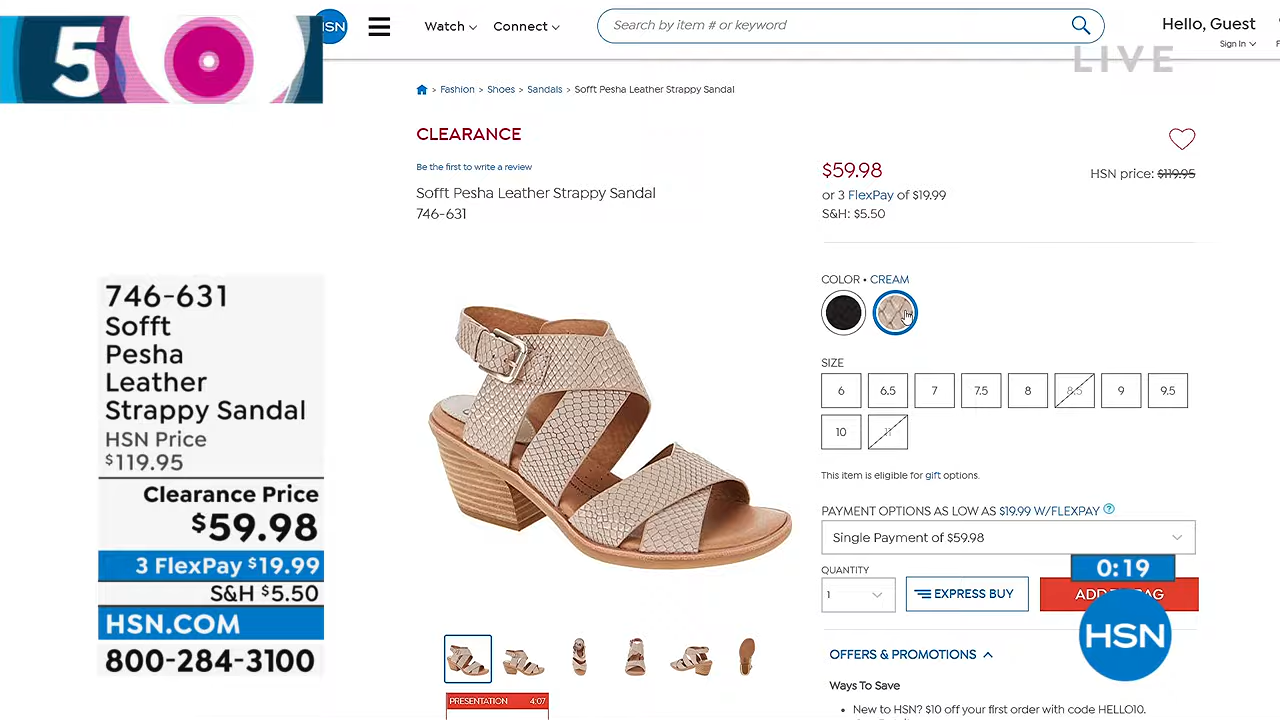 5
HSN
Watch
Connect
Search by item # or keyword
Hello, Guest
Sign In
LIVE
> Fashion > Shoes > Sandals > Sofft Pesha Leather Strappy Sandal
CLEARANCE
Be the first to write a review
Sofft Pesha Leather Strappy Sandal
746-631
$59.98
HSN price: $119.95
or 3 FlexPay of $19.99
S&H: $5.50
COLOR • CREAM
SIZE
6 6.5 7 7.5 8 8.5 9 9.5
10 11
This item is eligible for gift options.
PAYMENT OPTIONS AS LOW AS $19.99 W/FLEXPAY ?
Single Payment of $59.98
QUANTITY
1
EXPRESS BUY
0:19
HSN
OFFERS & PROMOTIONS
Ways To Save
• New to HSN? $10 off your first order with code HELLO10.
PRESENTATION 4:07
746-631
Sofft
Pesha
Leather
Strappy Sandal
HSN Price
$119.95
Clearance Price
$59.98
3 FlexPay $19.99
S&H $5.50
HSN.COM
800-284-3100